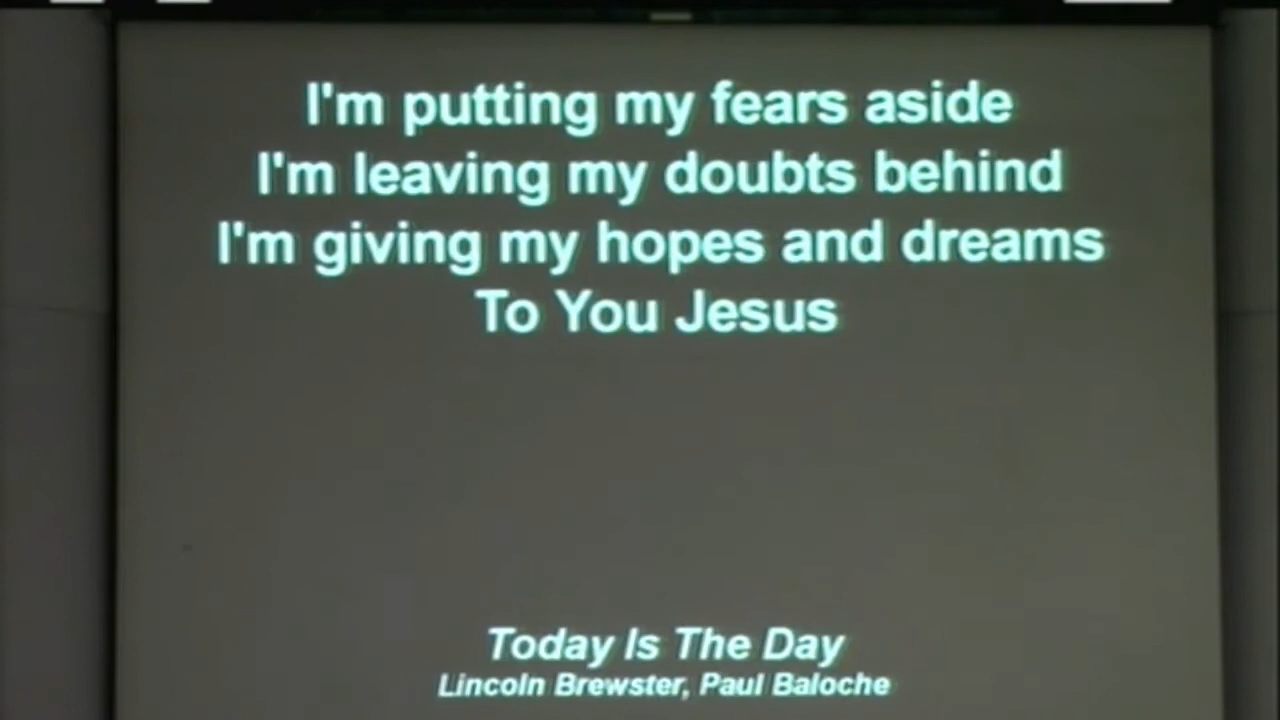 I'm putting my fears aside
I'm leaving my doubts behind
I'm giving my hopes and dreams
To You Jesus
Today Is The Day
Lincoln Brewster, Paul Baloche